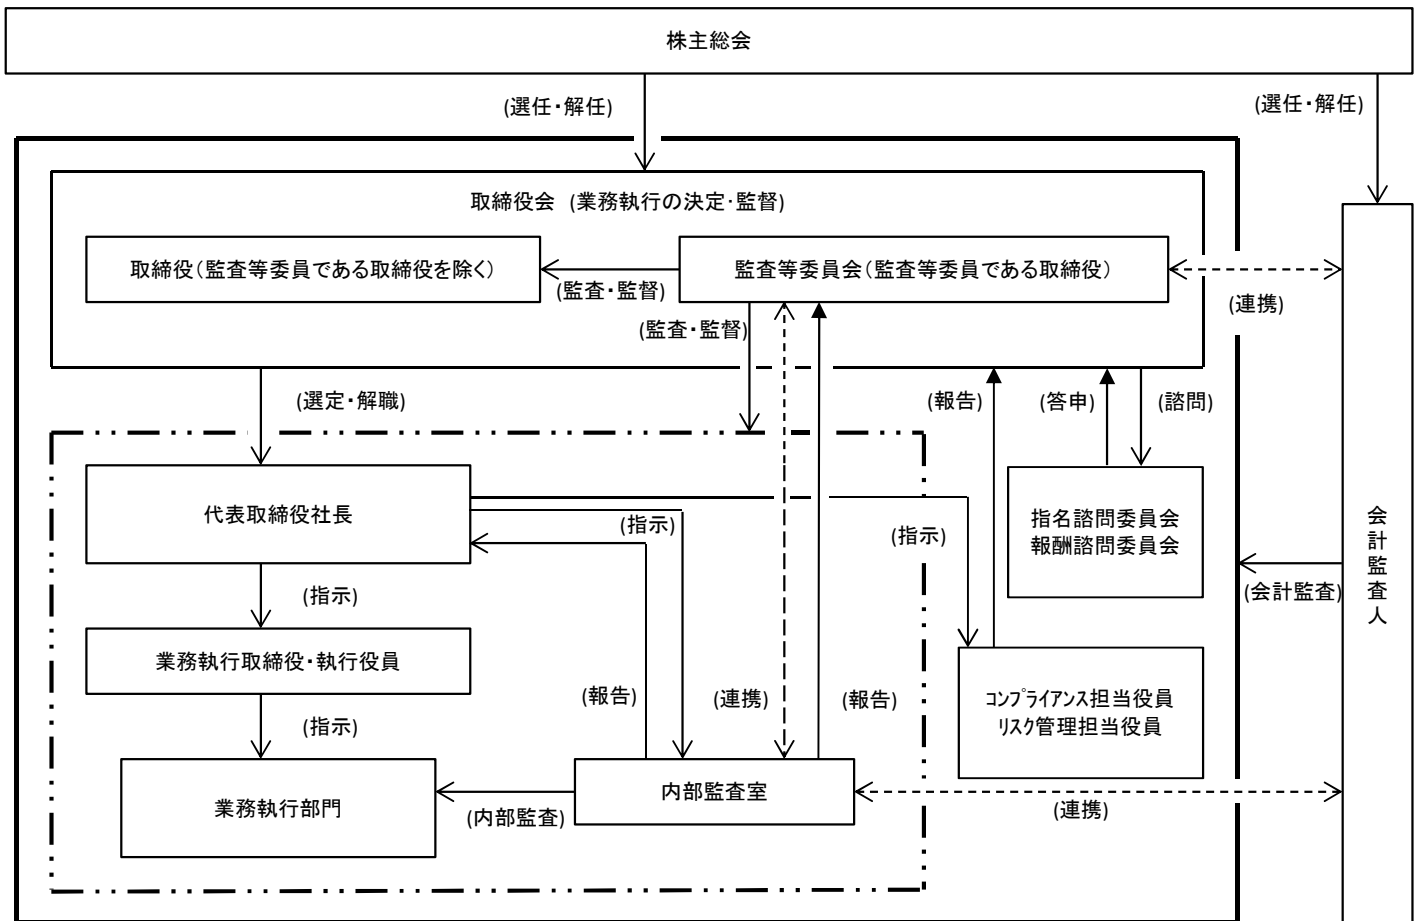 株主総会
(選任・解任)
(選任・解任)
取締役会 (業務執行の決定・監督)
取締役(監査等委員である取締役を除く)
監査等委員会(監査等委員である取締役)
(監査・監督)
(連携)
(監査・監督)
(選定・解職)
(報告)
(答申)
(諮問)
代表取締役社長
(指示)
(指示)
指名諮問委員会
報酬諮問委員会
会計監査人
(会計監査)
(指示)
業務執行取締役・執行役員
(報告)
(連携)
(報告)
コンプライアンス担当役員
リスク管理担当役員
(指示)
業務執行部門
(内部監査)
内部監査室
(連携)